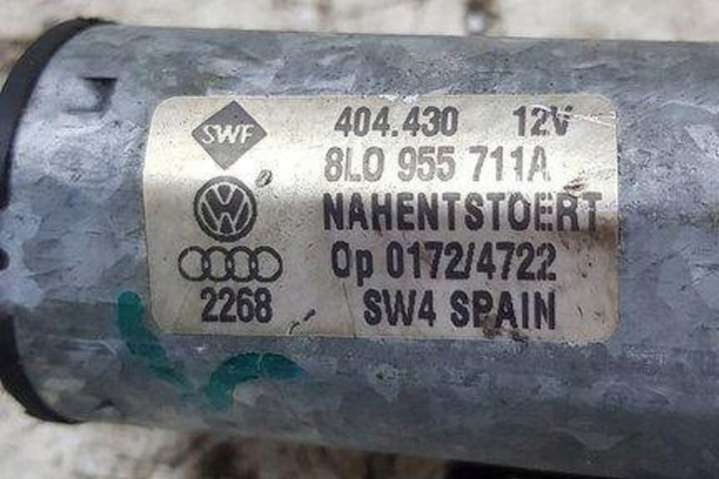 SWF 404.430 12V
8L0 955 711A
NAHENTSTOERT
Op 0172/4722
2268 SW4 SPAIN